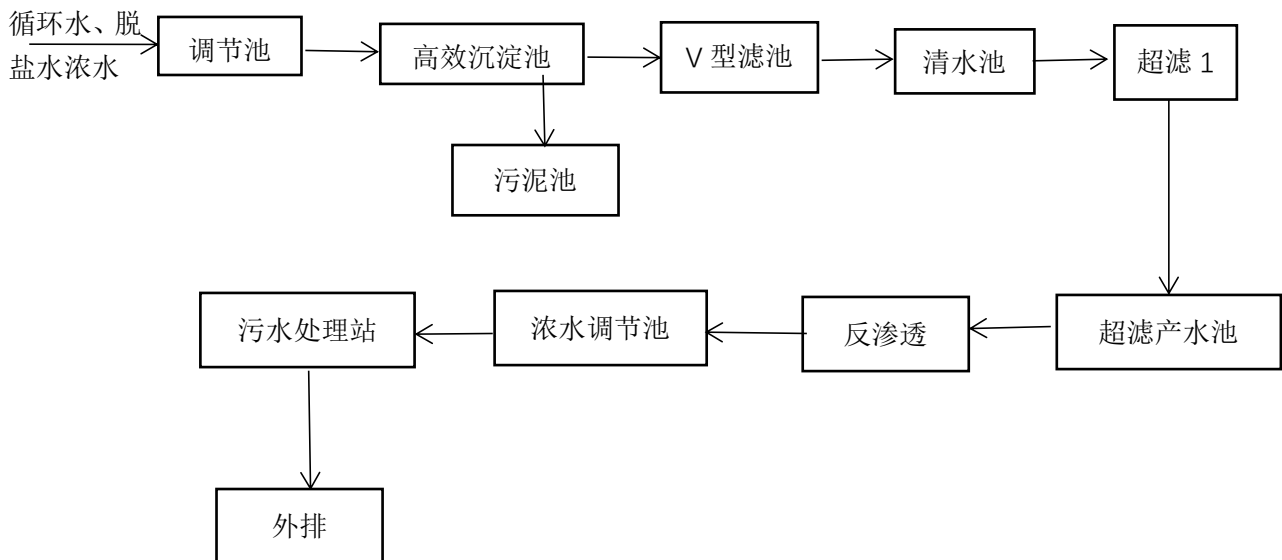 循环水、脱
盐水浓水
调节池
高效沉淀池
V 型滤池
清水池
超滤 1
污泥池
污水处理站
浓水调节池
反渗透
超滤产水池
外排